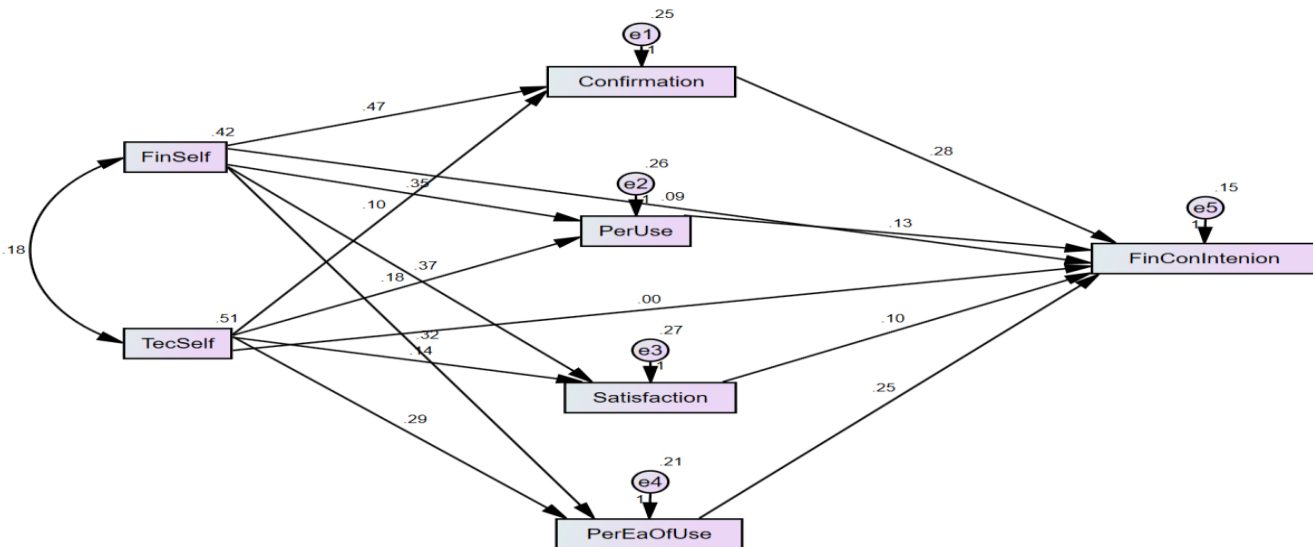 .25
e1
1
Confirmation
.47
.42
FinSelf
.28
.26
e2
1
.35
.09
.10
PerUse
.13
.15
e5
1
FinConIntenion
.18
.37
.18
.00
.51
TecSelf
.32
.14
.27
e3
1
.10
Satisfaction
.25
.29
.21
e4
1
PerEaOfUse